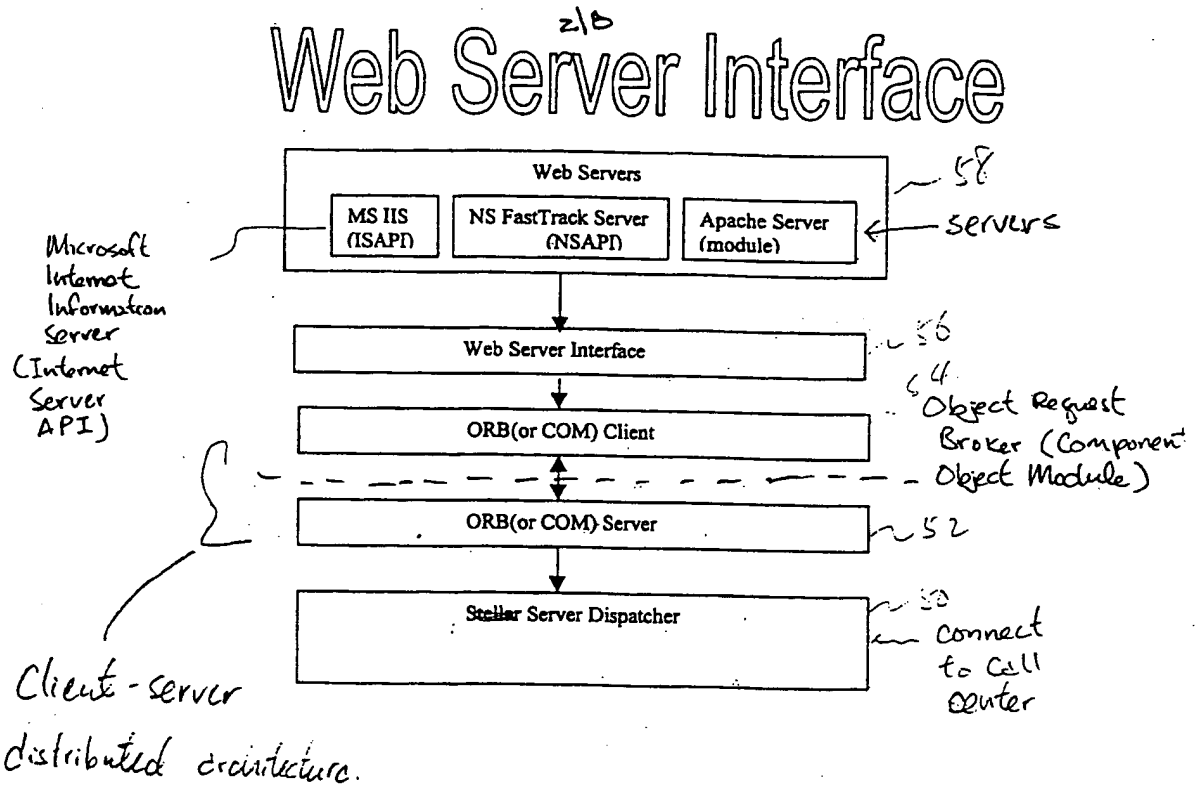 2/B
Web Server Interface
Web Servers
58
MS IIS
(ISAPI)
NS FastTrack Server
(NSAPI)
Apache Server
(module)
servers
Microsoft
Internet
Information
Server
(Internet
Server
API)
Web Server Interface
56
54
ORB(or COM) Client
Object Request
Broker (Component
Object Module)
ORB(or COM) Server
52
Stellar Server Dispatcher
50
connect
to Call
Center
Client-server
distributed architecture.